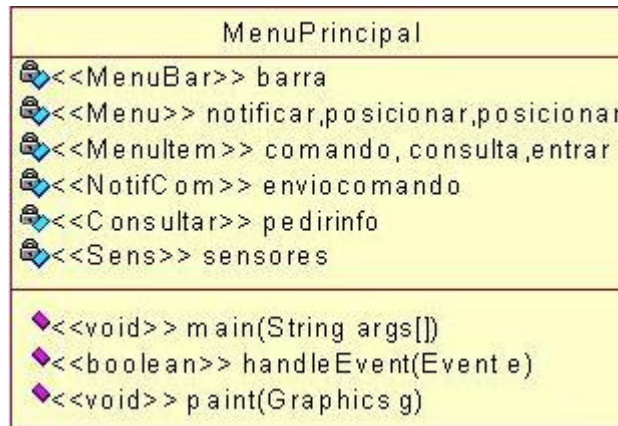 MenuPrincipal
<<MenuBar>> barra
<<Menu>> notificar,posicionar,posicionar
<<MenuItem>> comando, consulta,entrar
<<NotifCom>> enviocomando
<<Consultar>> pedirinfo
<<Sens>> sensores
<<void>> main(String args[])
<<boolean>> handleEvent(Event e)
<<void>> paint(Graphics g)